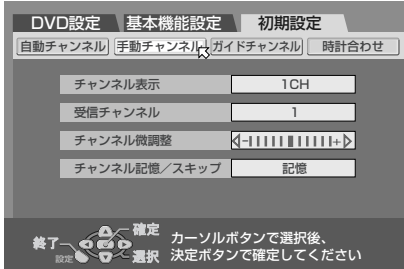 DVD設定 基本機能設定 初期設定
自動チャンネル 手動チャンネル ガイドチャンネル 時計合わせ
チャンネル表示 1CH
受信チャンネル 1
チャンネル微調整 - +
チャンネル記憶／スキップ 記憶
確定
カーソルボタンで選択後、
終了
設定 選択 決定ボタンで確定してください